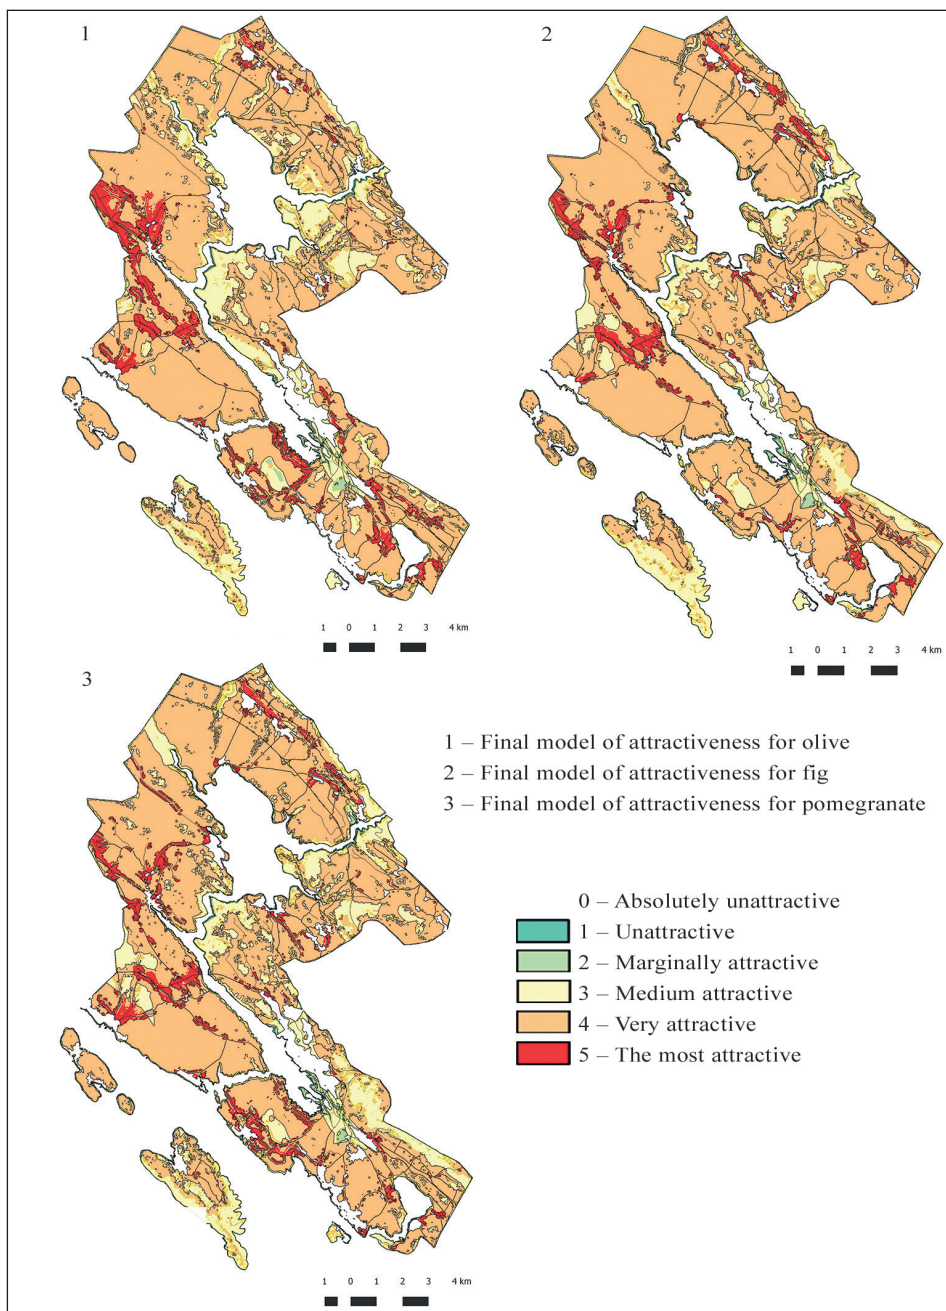 1
2
1 0 1 2 3 4 km
1 0 1 2 3 4 km
3
1 – Final model of attractiveness for olive
2 – Final model of attractiveness for fig
3 – Final model of attractiveness for pomegranate
0 – Absolutely unattractive
1 – Unattractive
2 – Marginally attractive
3 – Medium attractive
4 – Very attractive
5 – The most attractive
1 0 1 2 3 4 km